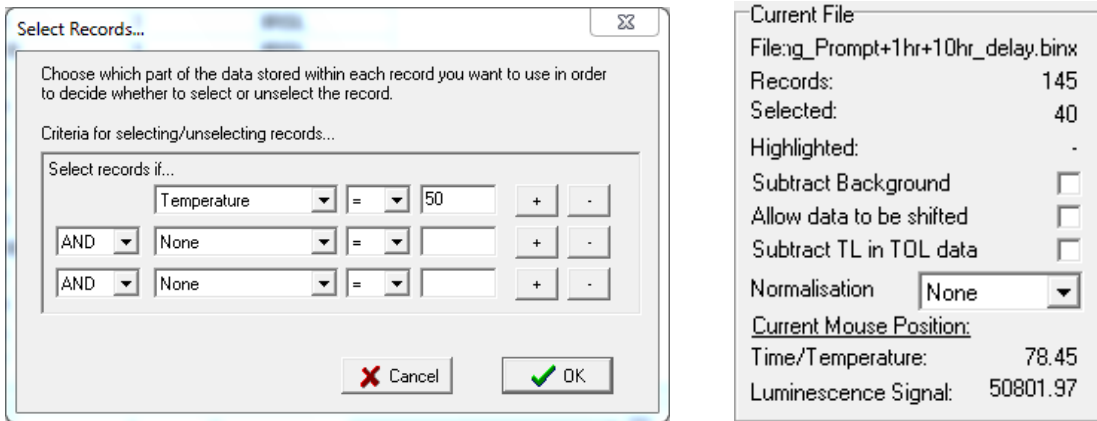 Select Records...
Choose which part of the data stored within each record you want to use in order
to decide whether to select or unselect the record.
Criteria for selecting/unselecting records...
Select records if...
Temperature = 50 + -
AND None = + -
AND None = + -
Cancel OK
Current File
File:ng_Prompt+1hr+10hr_delay.binx
Records: 145
Selected: 40
Highlighted: -
Subtract Background
Allow data to be shifted
Subtract TL in TOL data
Normalisation None
Current Mouse Position:
Time/Temperature: 78.45
Luminescence Signal: 50801.97